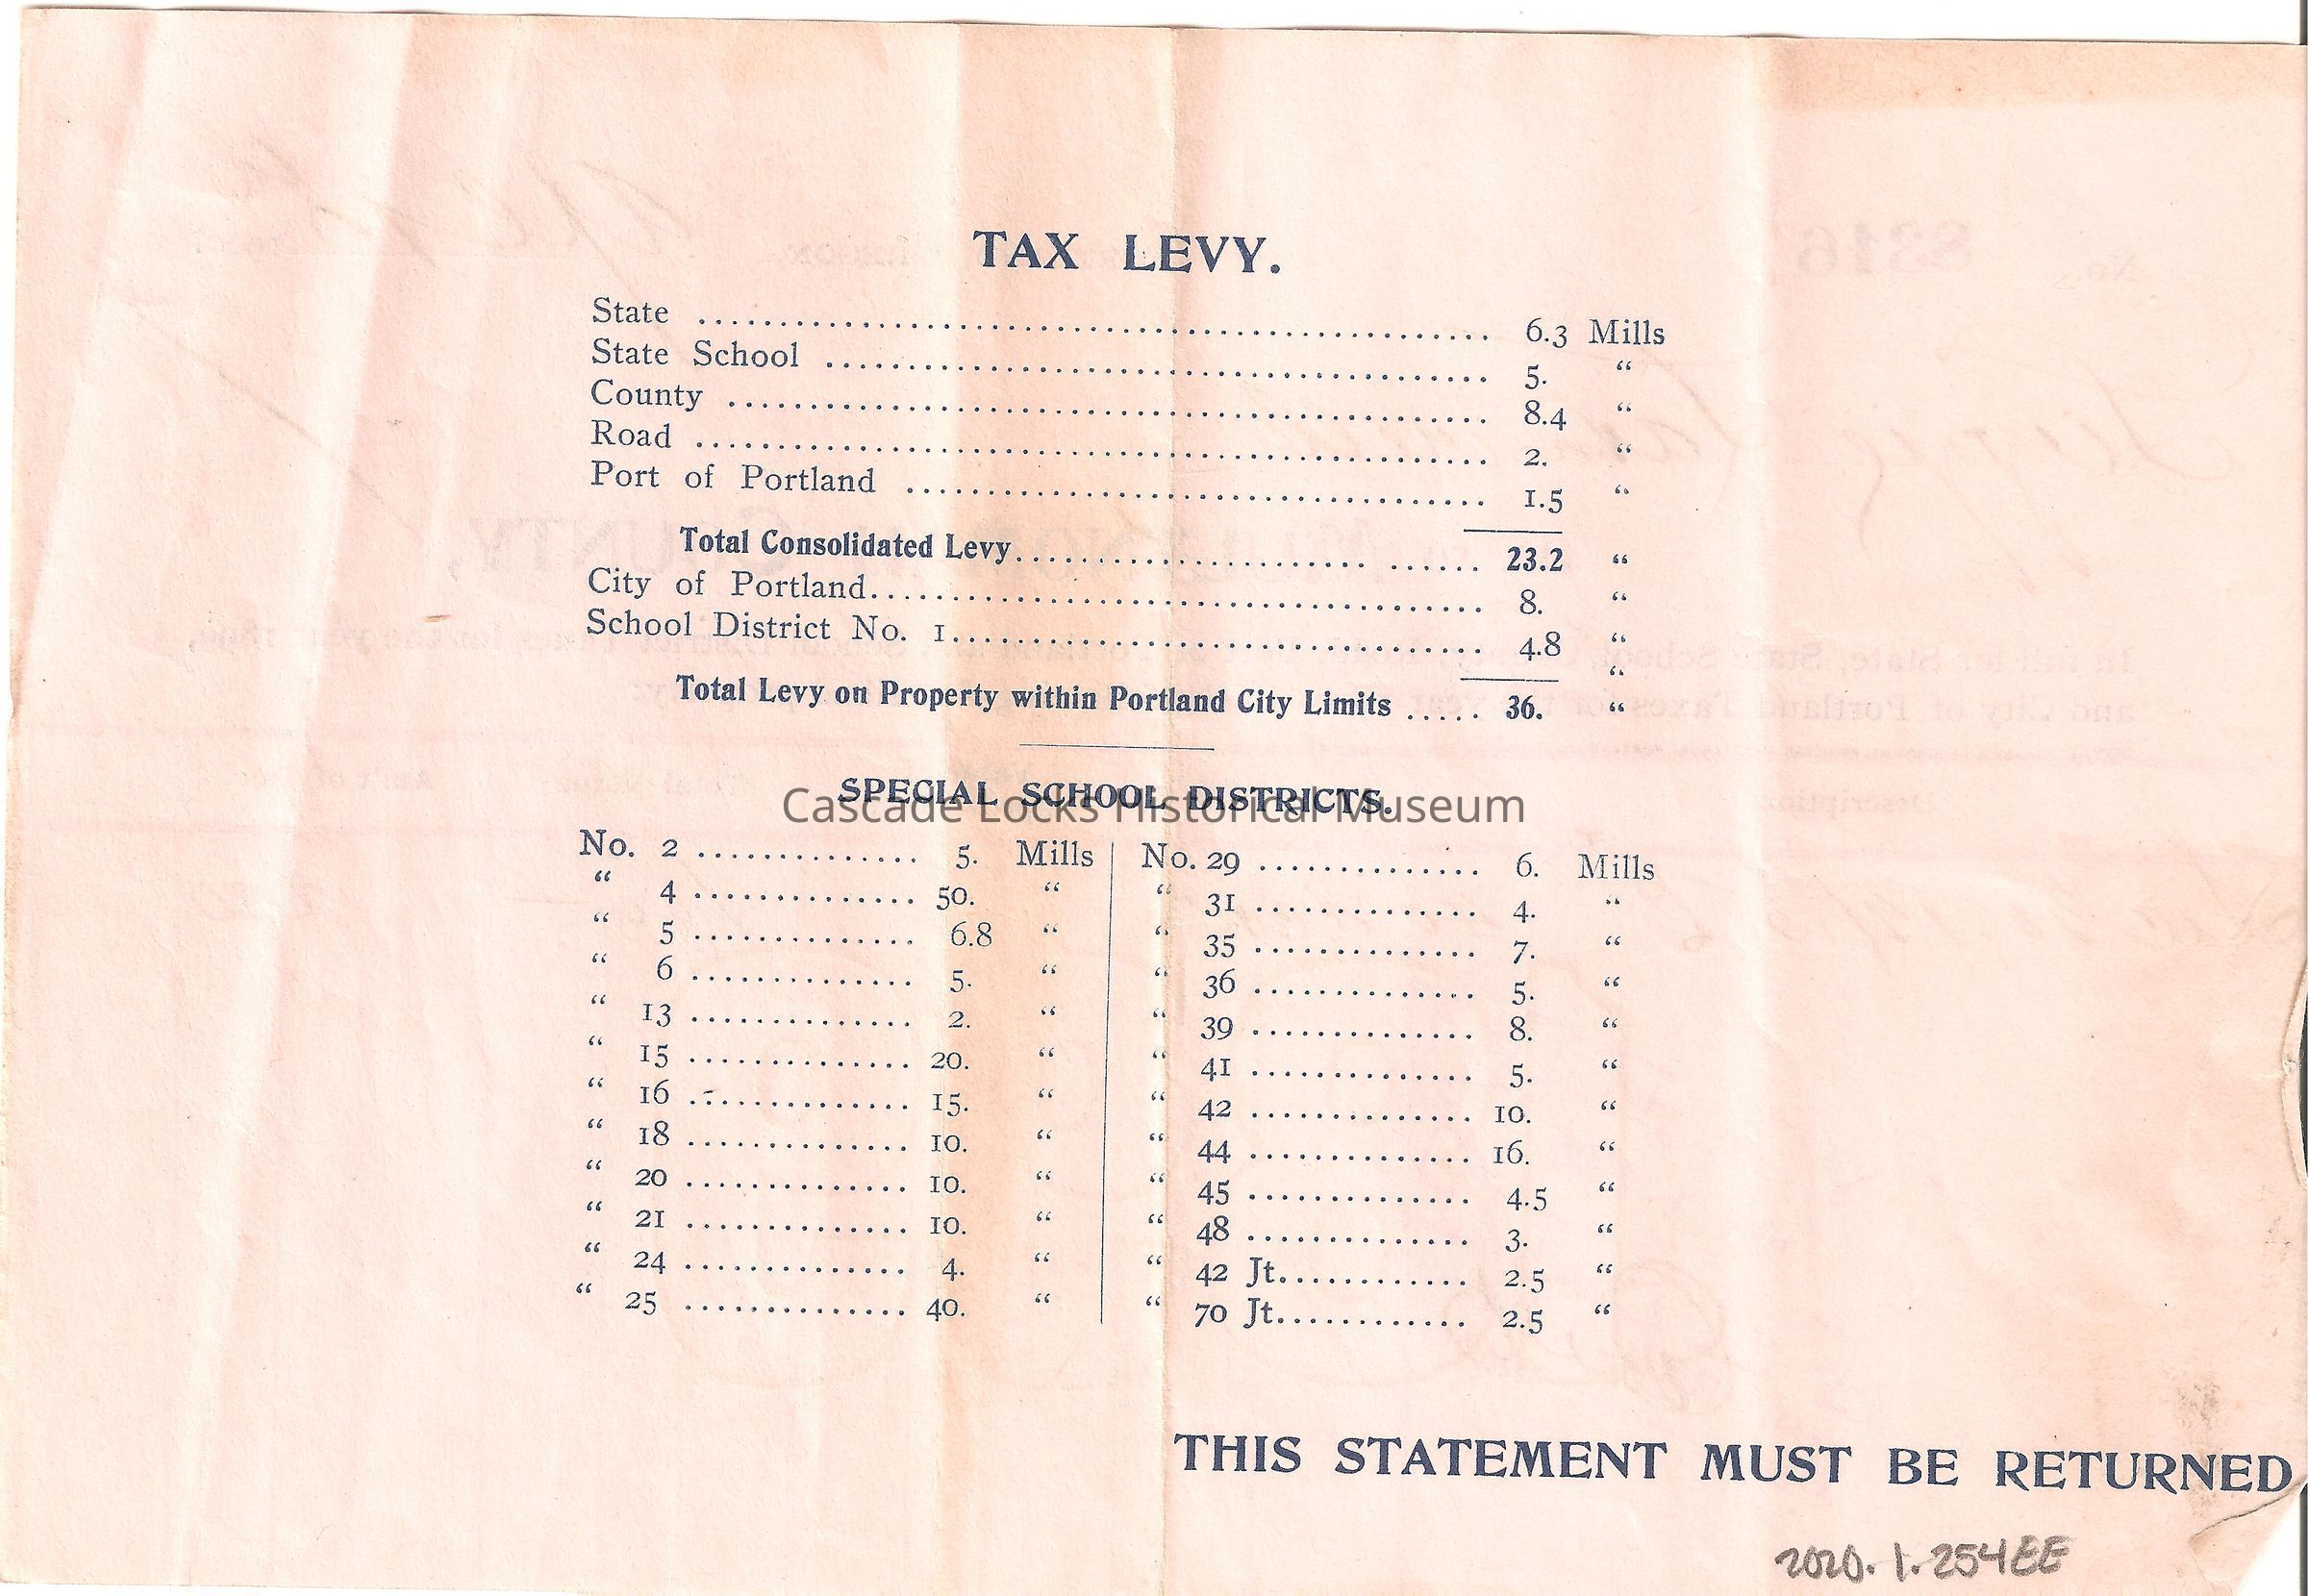 TAX LEVY.
State ........ 6.3 Mills
State School ........ 5. “
County ........ 8.4 “
Road ........ 2. “
Port of Portland ........ 1.5 “
Total Consolidated Levy........ 23.2 “
City of Portland........ 8. “
School District No. 1........ 4.8 “
“
Total Levy on Property within Portland City Limits ..... 36. “
SPECIAL SCHOOL DISTRICTS.
Cascade Locks Historical Museum
No. 2 ........ 5. Mills
“ 4 ........ 50. “
“ 5 ........ 6.8 “
“ 6 ........ 5. “
“ 13 ........ 2. “
“ 15 ........ 20. “
“ 16 ........ 15. “
“ 18 ........ 10. “
“ 20 ........ 10. “
“ 21 ........ 10. “
“ 24 ........ 4. “
“ 25 ........ 40. “
No. 29 ........ 6. Mills
“ 31 ........ 4. “
“ 35 ........ 7. “
“ 36 ........ 5. “
“ 39 ........ 8. “
“ 41 ........ 5. “
“ 42 ........ 10. “
“ 44 ........ 16. “
“ 45 ........ 4.5 “
“ 48 ........ 3. “
“ 42 Jt........ 2.5 “
“ 70 Jt........ 2.5 “
THIS STATEMENT MUST BE RETURNED
2020.1.254EE